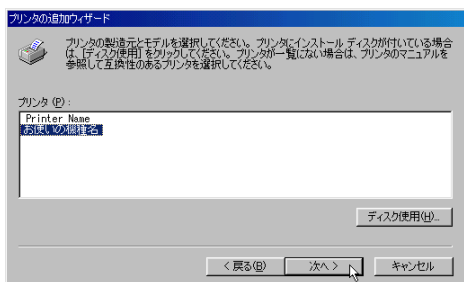 プリンタの追加ウィザード
プリンタの製造元とモデルを選択してください。プリンタにインストール ディスクが付いている場合
は、[ディスク使用] をクリックしてください。プリンタが一覧にない場合は、プリンタのマニュアルを
参照して互換性のあるプリンタを選択してください。
プリンタ (P) :
Printer Name
お使いの機種名
ディスク使用(H)...
< 戻る(B)
次へ >
キャンセル